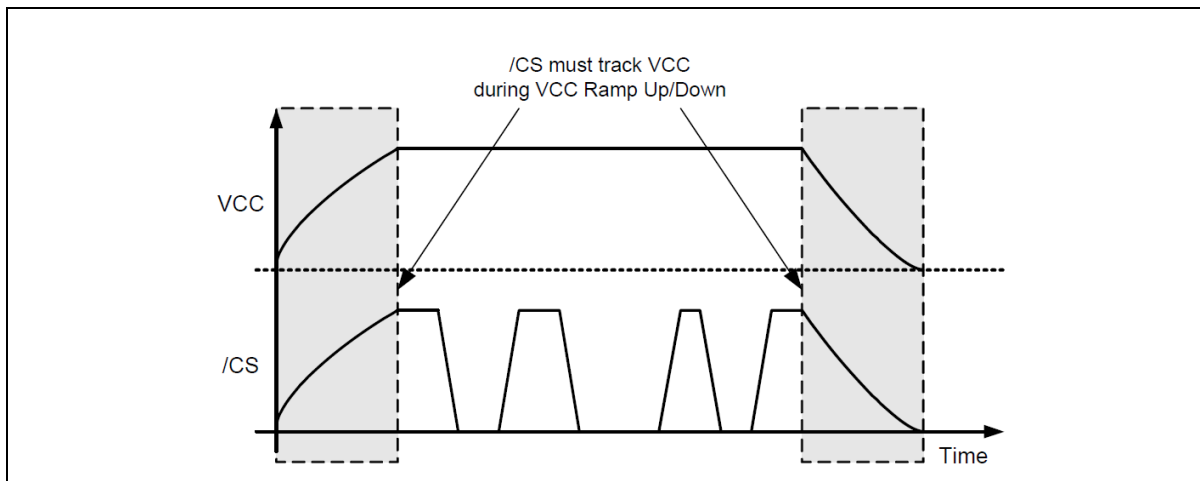 /CS must track VCC
during VCC Ramp Up/Down
VCC
/CS
Time